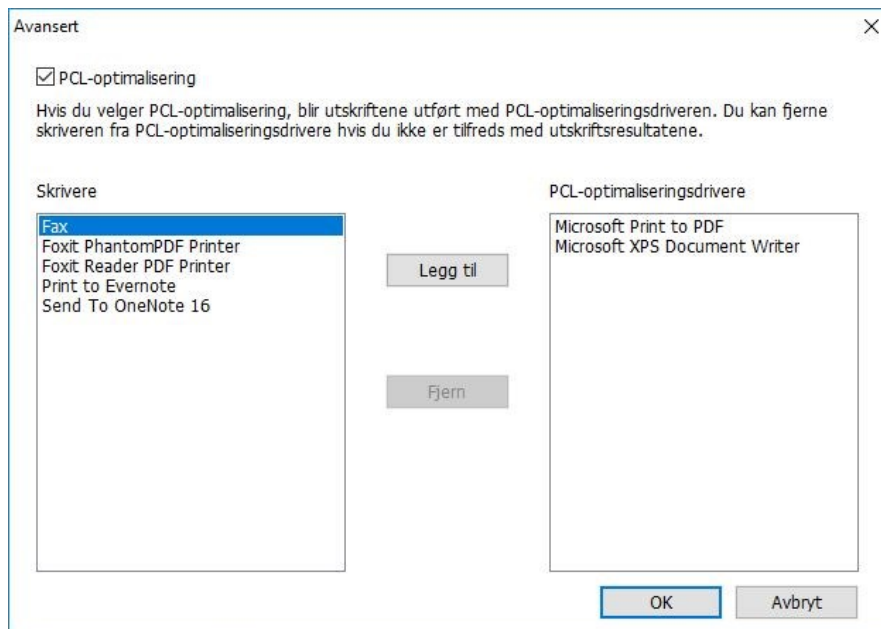 Avansert
PCL-optimalisering
Hvis du velger PCL-optimalisering, blir utskriftene utført med PCL-optimaliseringsdriveren. Du kan fjerne
skriveren fra PCL-optimaliseringsdrivere hvis du ikke er tilfreds med utskriftsresultatene.
Skrivere
Fax
Foxit PhantomPDF Printer
Foxit Reader PDF Printer
Print to Evernote
Send To OneNote 16
Legg til
Fjern
PCL-optimaliseringsdrivere
Microsoft Print to PDF
Microsoft XPS Document Writer
OK
Avbryt